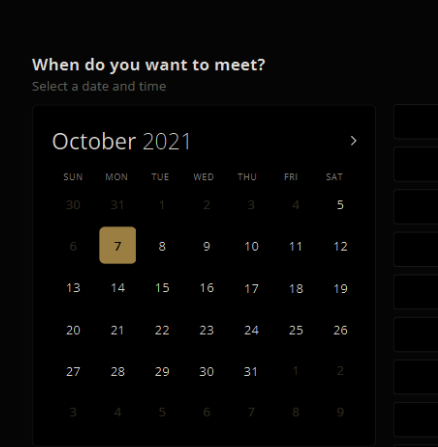 When do you want to meet?
Select a date and time
October 2021
SUN MON TUE WED THU FRI SAT
30 31 1 2 3 4 5
6 7 8 9 10 11 12
13 14 15 16 17 18 19
20 21 22 23 24 25 26
27 28 29 30 31 1 2
3 4 5 6 7 8 9